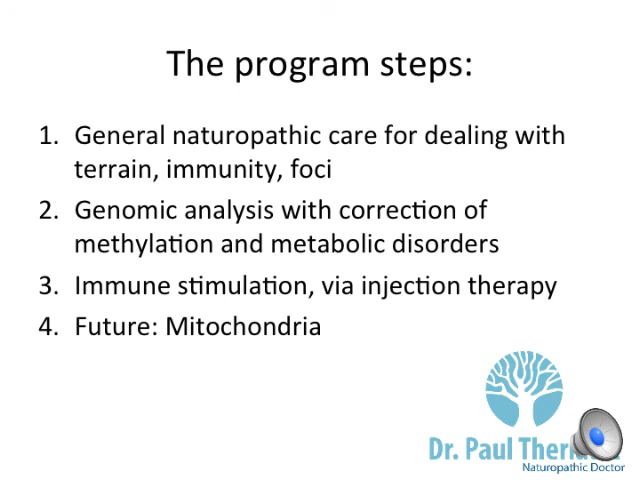 The program steps:
1. General naturopathic care for dealing with
terrain, immunity, foci
2. Genomic analysis with correction of
methylation and metabolic disorders
3. Immune stimulation, via injection therapy
4. Future: Mitochondria
Dr. Paul
Naturopathic Doctor